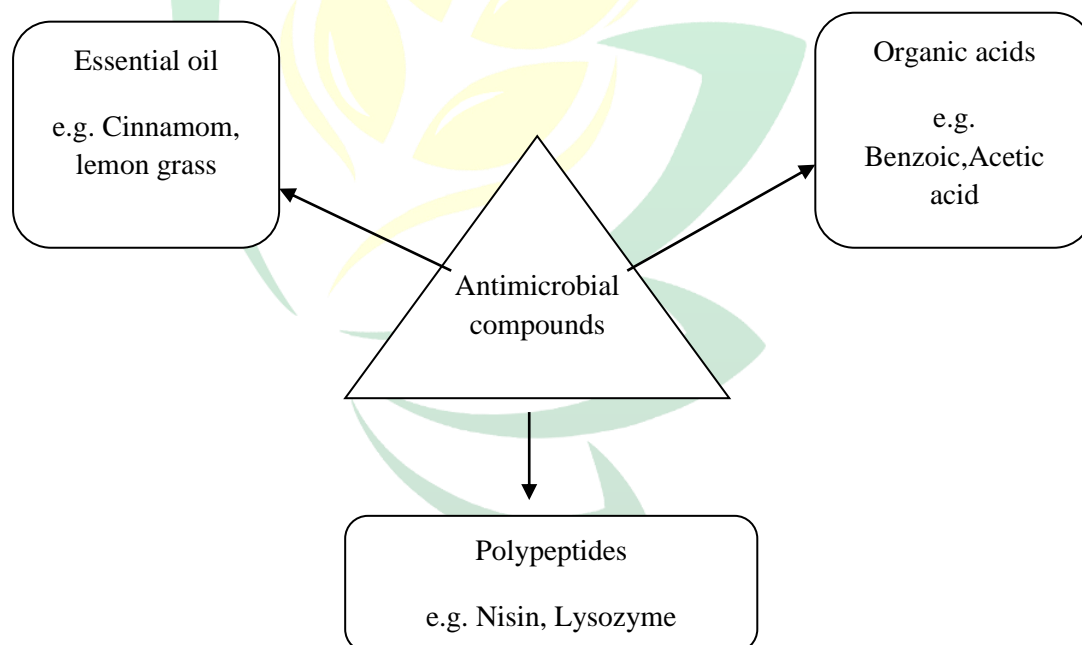 Essential oil
e.g. Cinnamom,
lemon grass
Organic acids
e.g.
Benzoic,Acetic
acid
Antimicrobial
compounds
Polypeptides
e.g. Nisin, Lysozyme